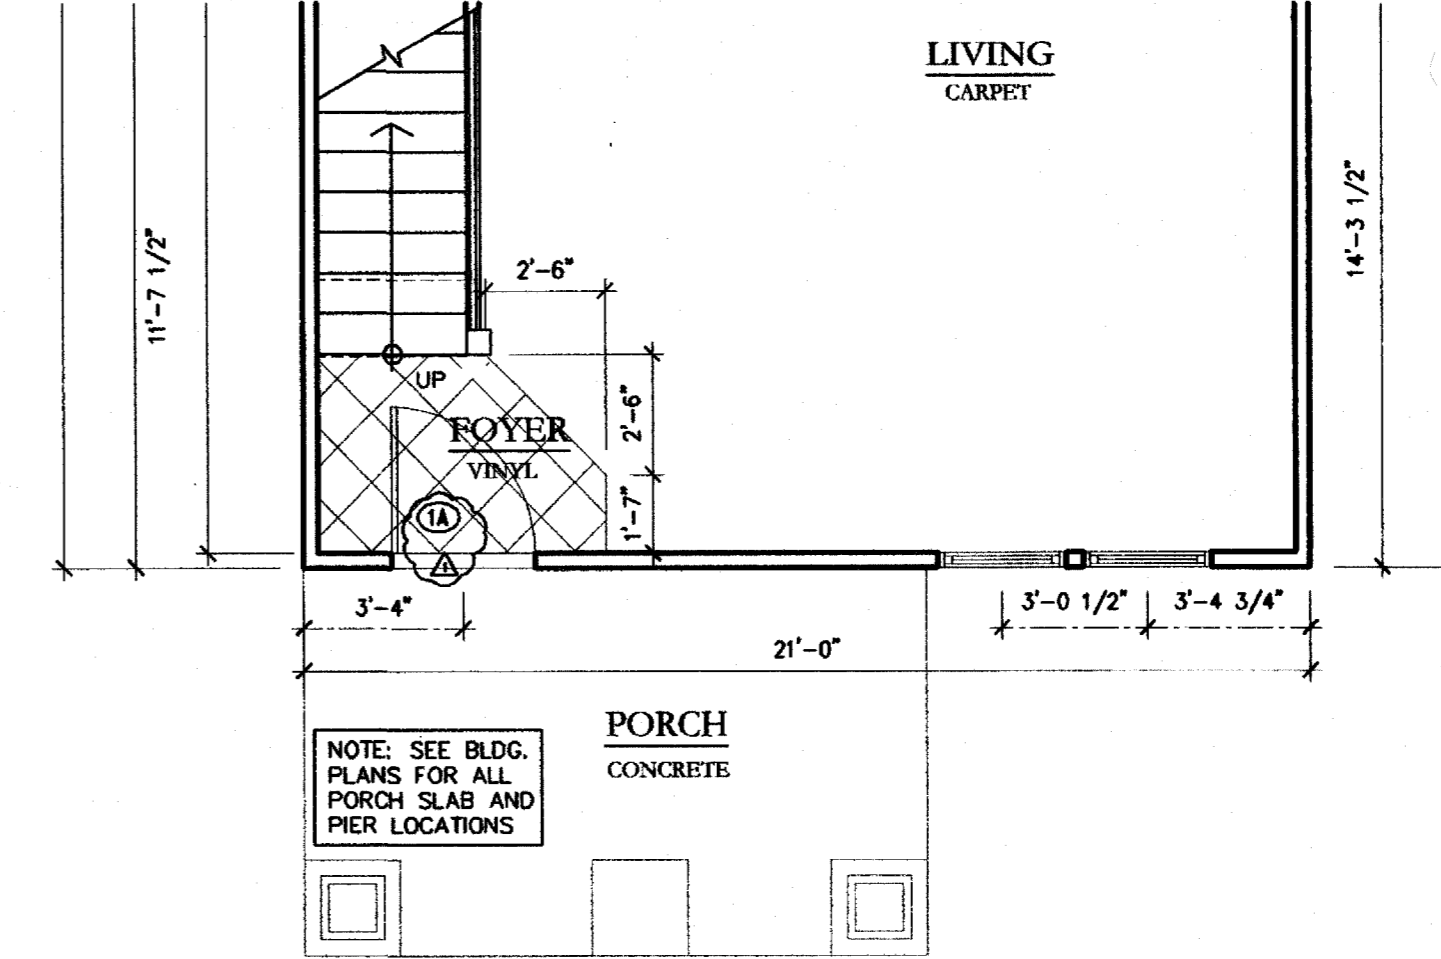 LIVING
CARPET
11'-7 1/2"
14'-3 1/2"
2'-6"
UP
FOYER
VINYL
2'-6"
1'-7"
1A
1
3'-4"
3'-0 1/2"
3'-4 3/4"
21'-0"
PORCH
CONCRETE
NOTE: SEE BLDG.
PLANS FOR ALL
PORCH SLAB AND
PIER LOCATIONS